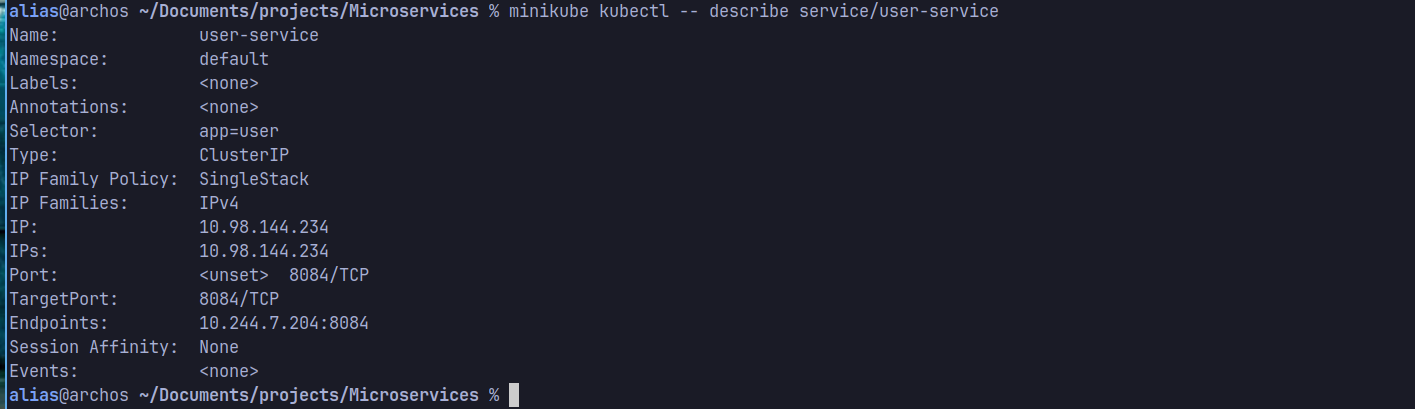 alias@archos ~/Documents/projects/Microservices % minikube kubectl -- describe service/user-service
Name:              user-service
Namespace:         default
Labels:            <none>
Annotations:       <none>
Selector:          app=user
Type:              ClusterIP
IP Family Policy:  SingleStack
IP Families:       IPv4
IP:                10.98.144.234
IPs:               10.98.144.234
Port:              <unset>  8084/TCP
TargetPort:        8084/TCP
Endpoints:         10.244.7.204:8084
Session Affinity:  None
Events:            <none>
alias@archos ~/Documents/projects/Microservices %